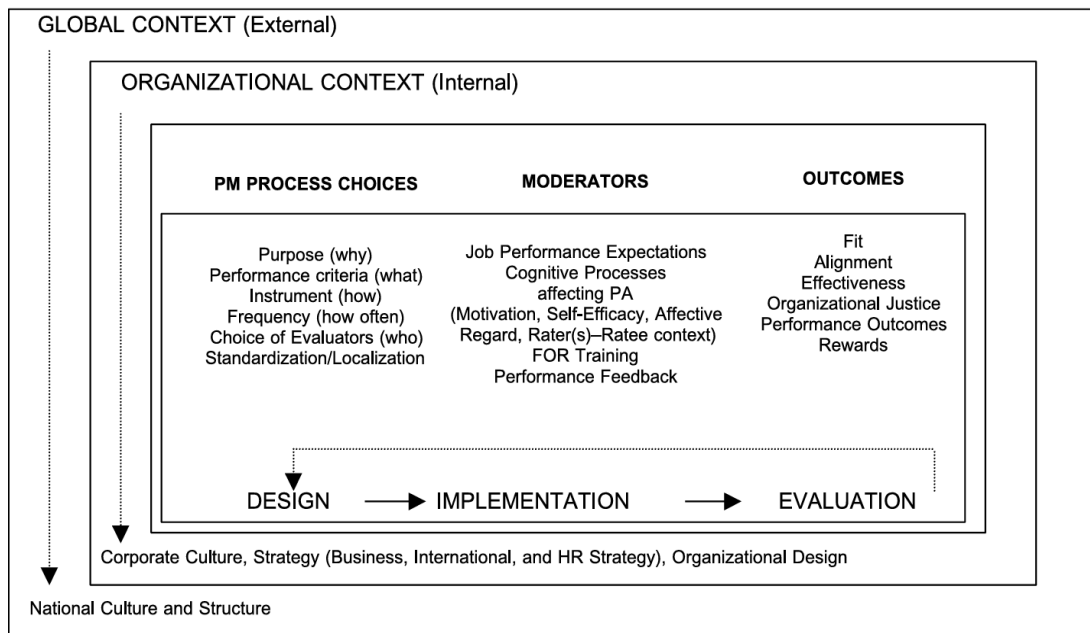 GLOBAL CONTEXT (External)
ORGANIZATIONAL CONTEXT (Internal)
PM PROCESS CHOICES
MODERATORS
OUTCOMES
Purpose (why)
Performance criteria (what)
Instrument (how)
Frequency (how often)
Choice of Evaluators (who)
Standardization/Localization
Job Performance Expectations
Cognitive Processes
affecting PA
(Motivation, Self-Efficacy, Affective
Regard, Rater(s)–Ratee context)
FOR Training
Performance Feedback
Fit
Alignment
Effectiveness
Organizational Justice
Performance Outcomes
Rewards
DESIGN
IMPLEMENTATION
EVALUATION
Corporate Culture, Strategy (Business, International, and HR Strategy), Organizational Design
National Culture and Structure